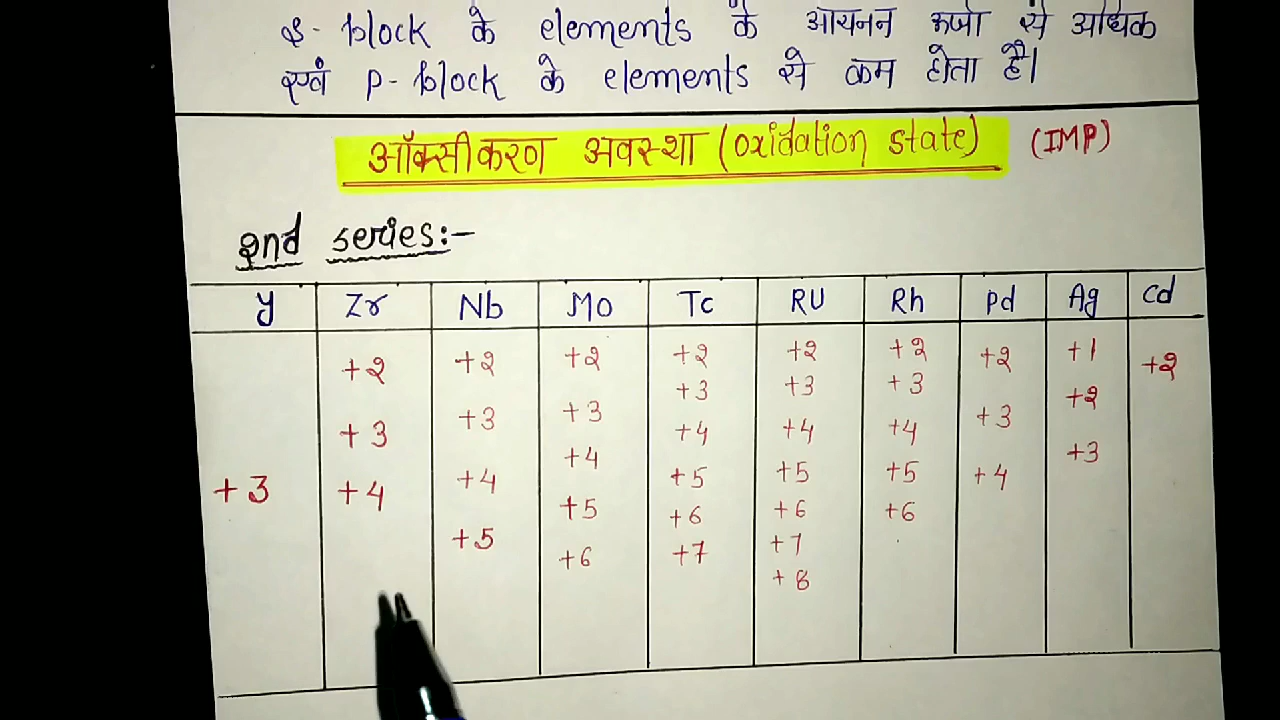 s- block के elements के आयनन ऊर्जा से अधिक
एवं p- block के elements से कम होता है।
ऑक्सीकरण अवस्था (oxidation state) (IMP)
2nd series:-
y Zr Nb Mo Tc RU Rh Pd Ag Cd
+2 +2 +2 +2 +2 +2 +2 +1 +2
+3 +3 +3 +3 +3 +3 +3 +2
+3 +4 +4 +4 +4 +4 +4 +4 +3
+5 +5 +5 +5 +5
+6 +6 +6 +6
+7 +7
+8